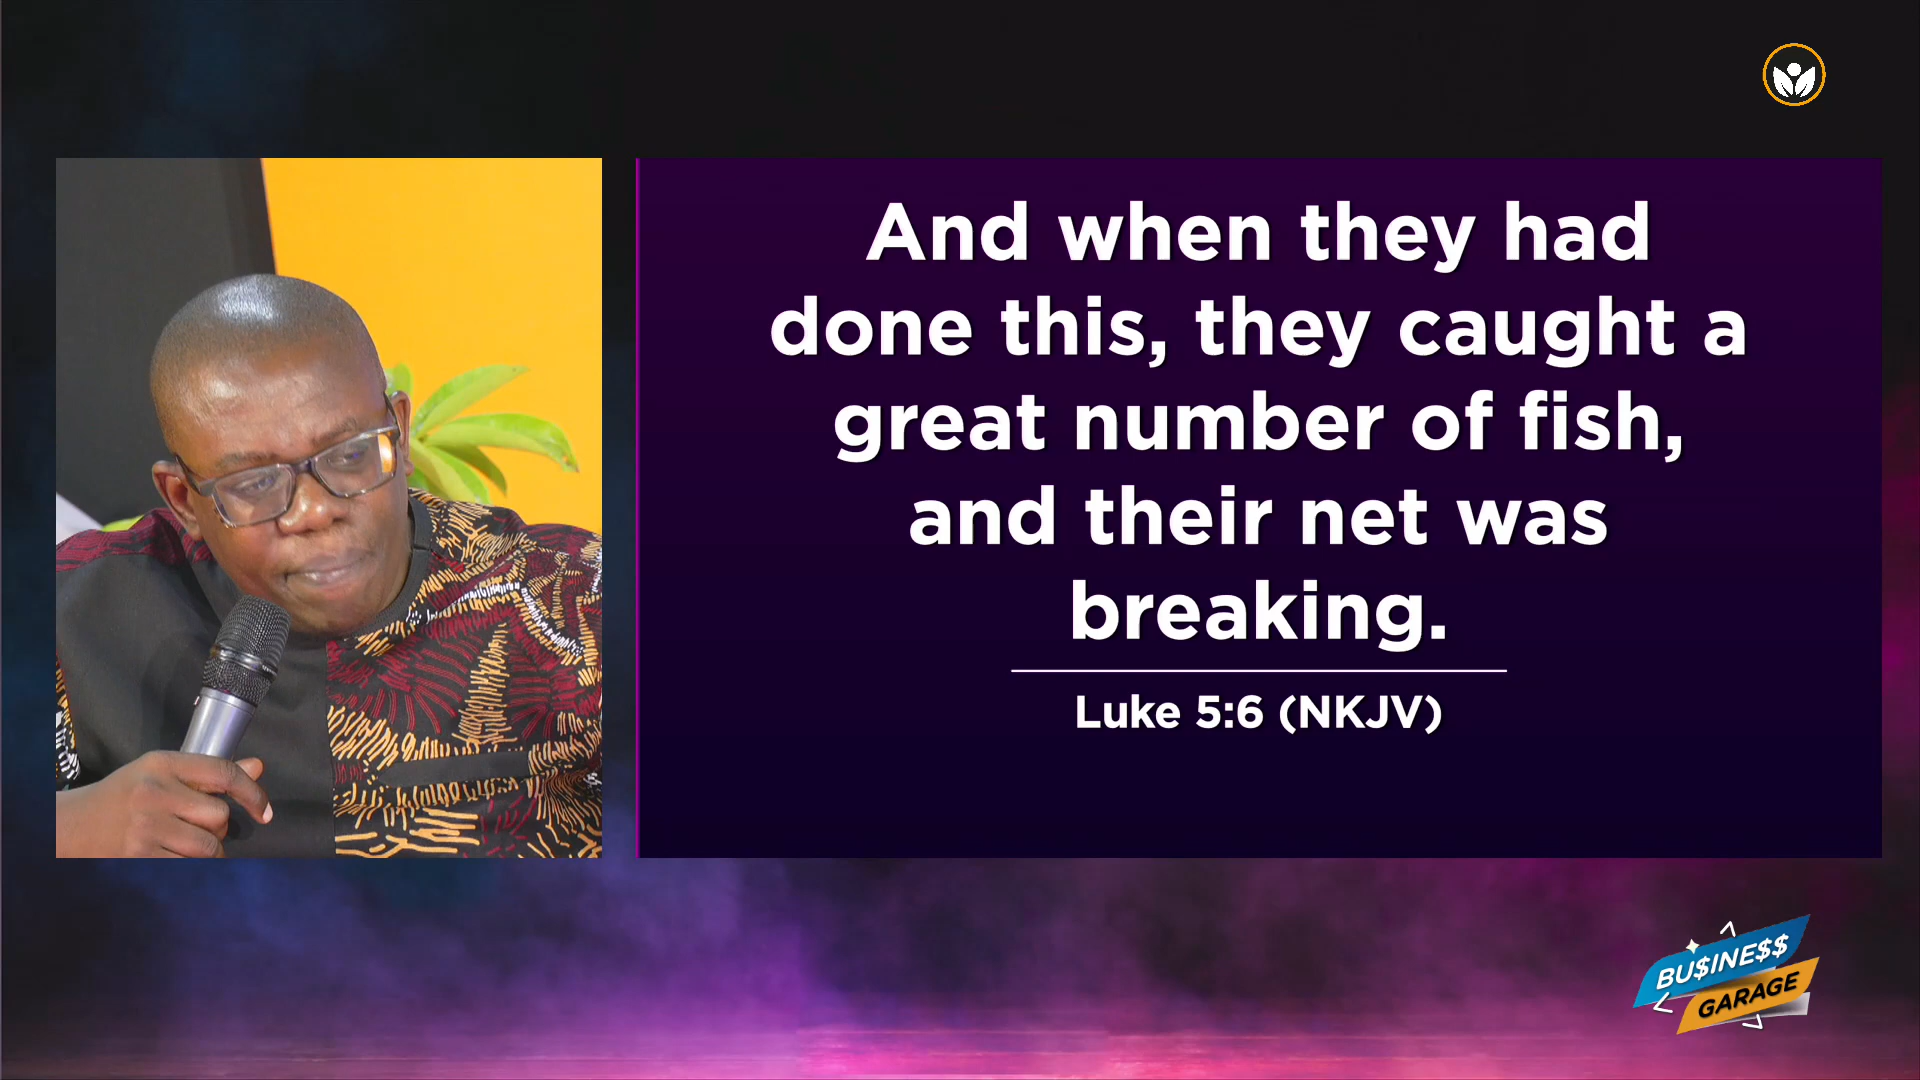 And when they had
done this, they caught a
great number of fish,
and their net was
breaking.
Luke 5:6 (NKJV)
BU$INE$$
GARAGE